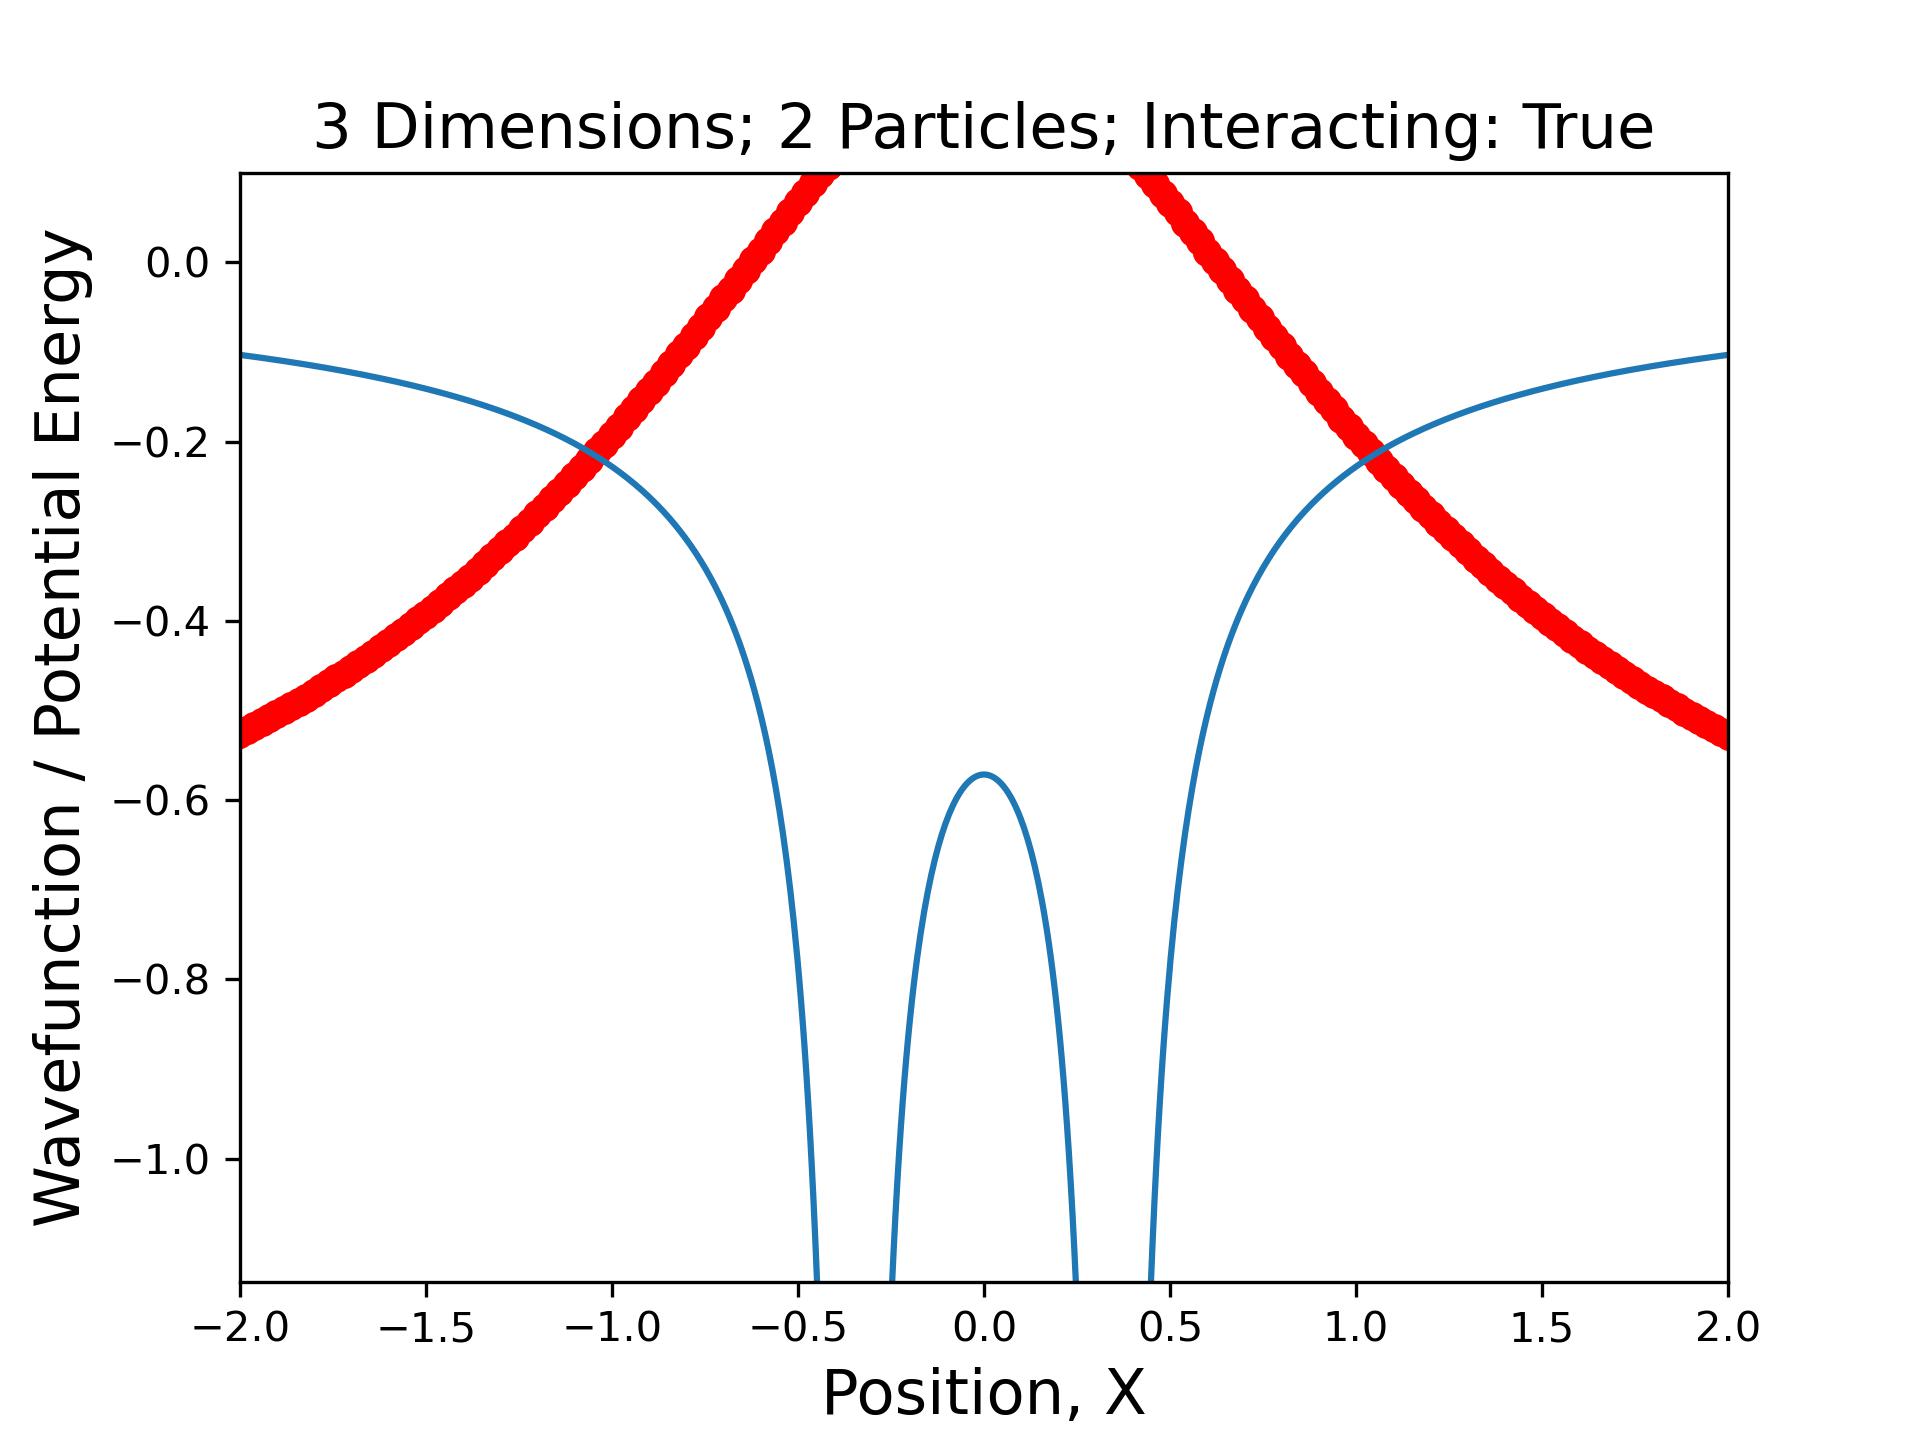 3 Dimensions; 2 Particles; Interacting: True
Wavefunction / Potential Energy
0.0
−0.2
−0.4
−0.6
−0.8
−1.0
−2.0 −1.5 −1.0 −0.5 0.0 0.5 1.0 1.5 2.0
Position, X